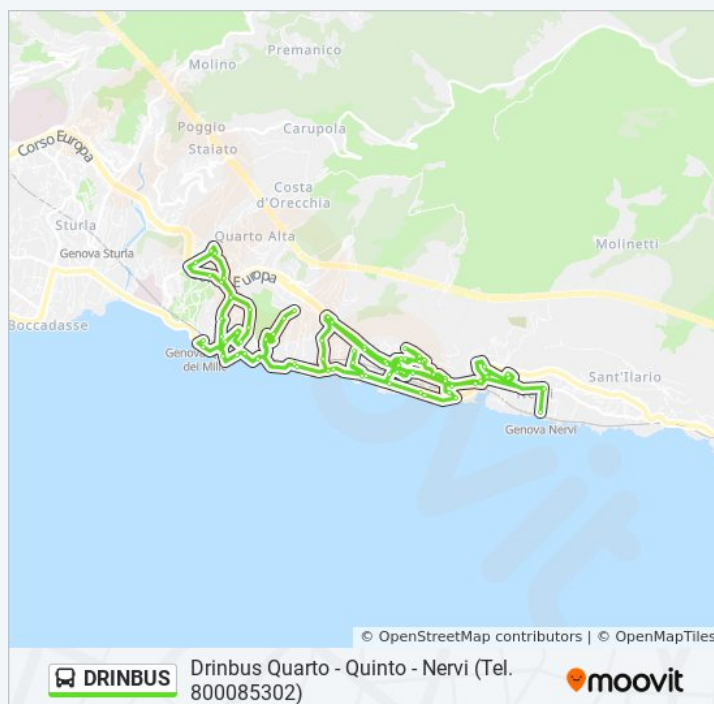 Premanico
Molino
Poggio
Carupola
Corso Europa
Staiato
Costa
d'Orecchia
Sturla
Quarto Alta
Molinetti
Genova Sturla
Europa
Boccadasse
Genova
del Mille
Sant'Ilario
Genova Nervi
© OpenStreetMap contributors | © OpenMapTiles
DRINBUS
Drinbus Quarto - Quinto - Nervi (Tel.
800085302)
moovit